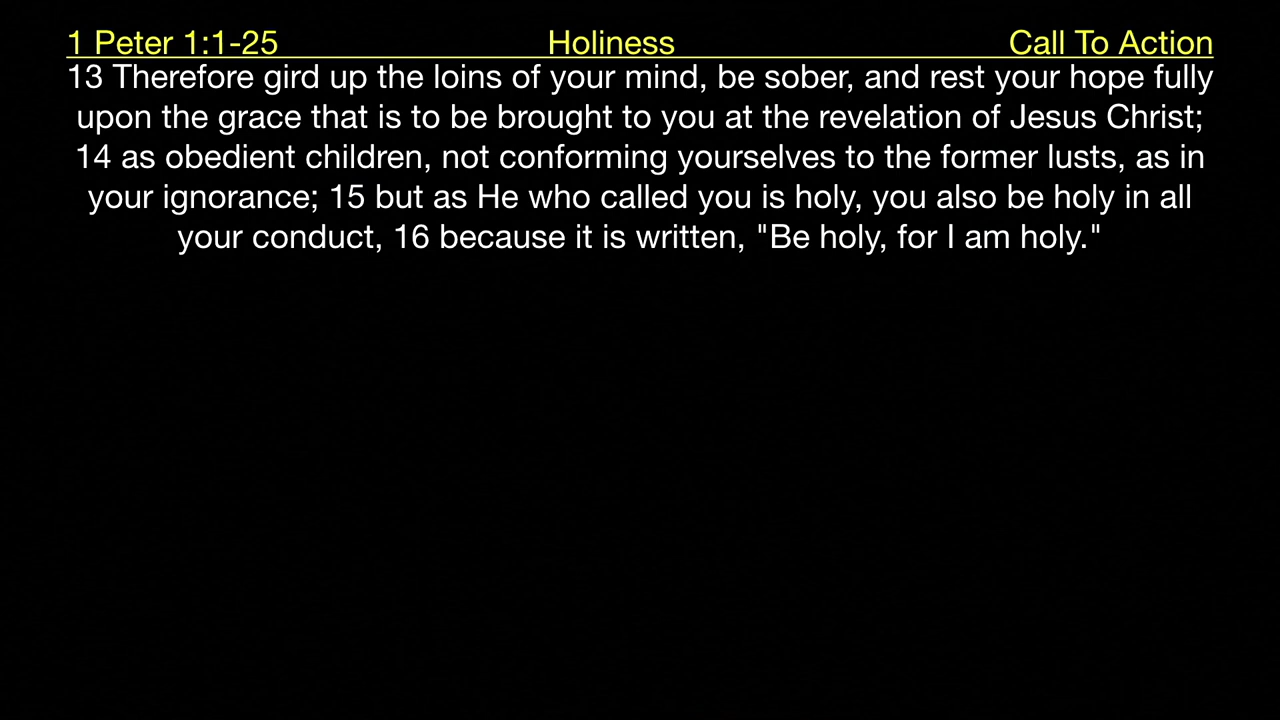 1 Peter 1:1-25 Holiness Call To Action
13 Therefore gird up the loins of your mind, be sober, and rest your hope fully
upon the grace that is to be brought to you at the revelation of Jesus Christ;
14 as obedient children, not conforming yourselves to the former lusts, as in
your ignorance; 15 but as He who called you is holy, you also be holy in all
your conduct, 16 because it is written, "Be holy, for I am holy."